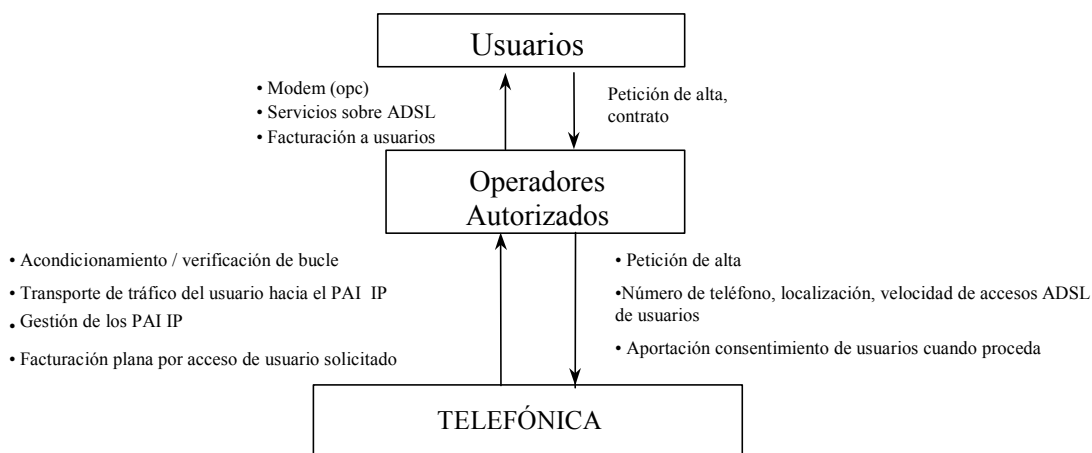 Usuarios
• Modem (opc)
• Servicios sobre ADSL
• Facturación a usuarios
Petición de alta,
contrato
Operadores
Autorizados
• Acondicionamiento / verificación de bucle
• Transporte de tráfico del usuario hacia el PAI IP
• Gestión de los PAI IP
• Facturación plana por acceso de usuario solicitado
• Petición de alta
•Número de teléfono, localización, velocidad de accesos ADSL
de usuarios
• Aportación consentimiento de usuarios cuando proceda
TELEFÓNICA